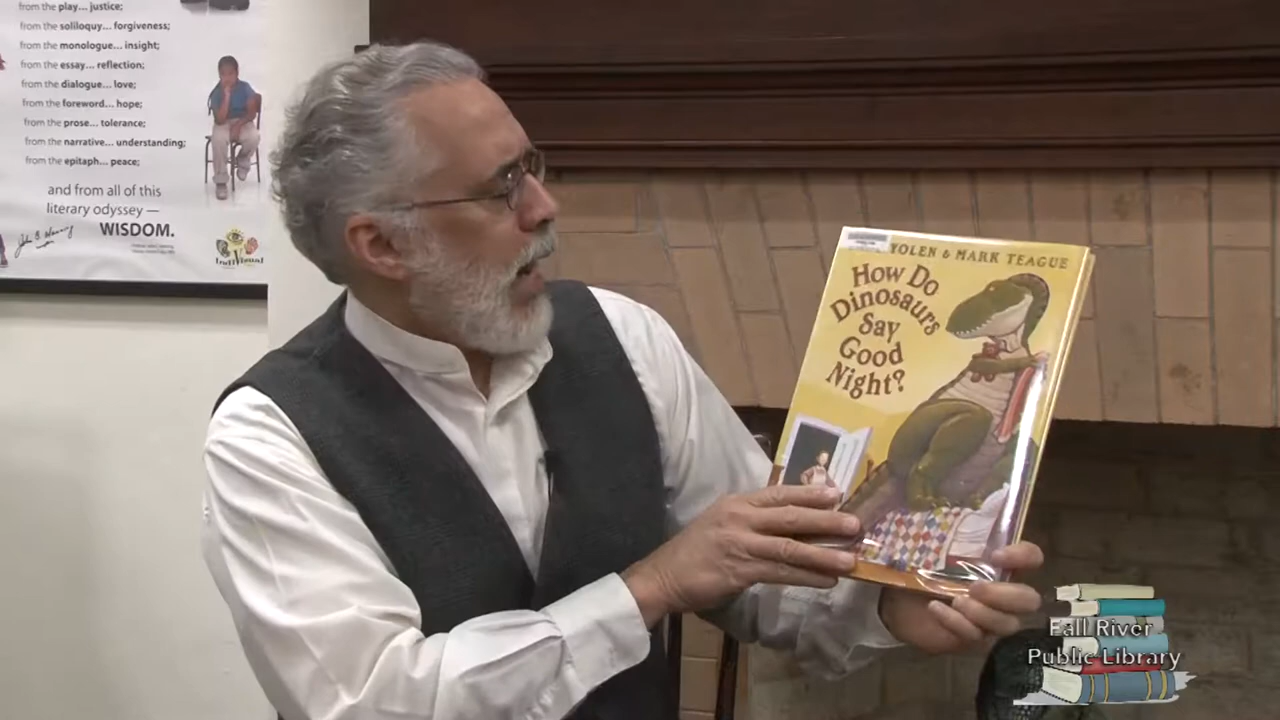 from the play... justice;
from the soliloquy... forgiveness;
from the monologue... insight;
from the essay... reflection;
from the dialogue... love;
from the foreword... hope;
from the prose... tolerance;
from the narrative... understanding;
from the epitaph... peace;
and from all of this
literary odyssey —
WISDOM.
YOLEN & MARK TEAGUE
How Do
Dinosaurs
Say
Good
Night?
Fall River
Public Library